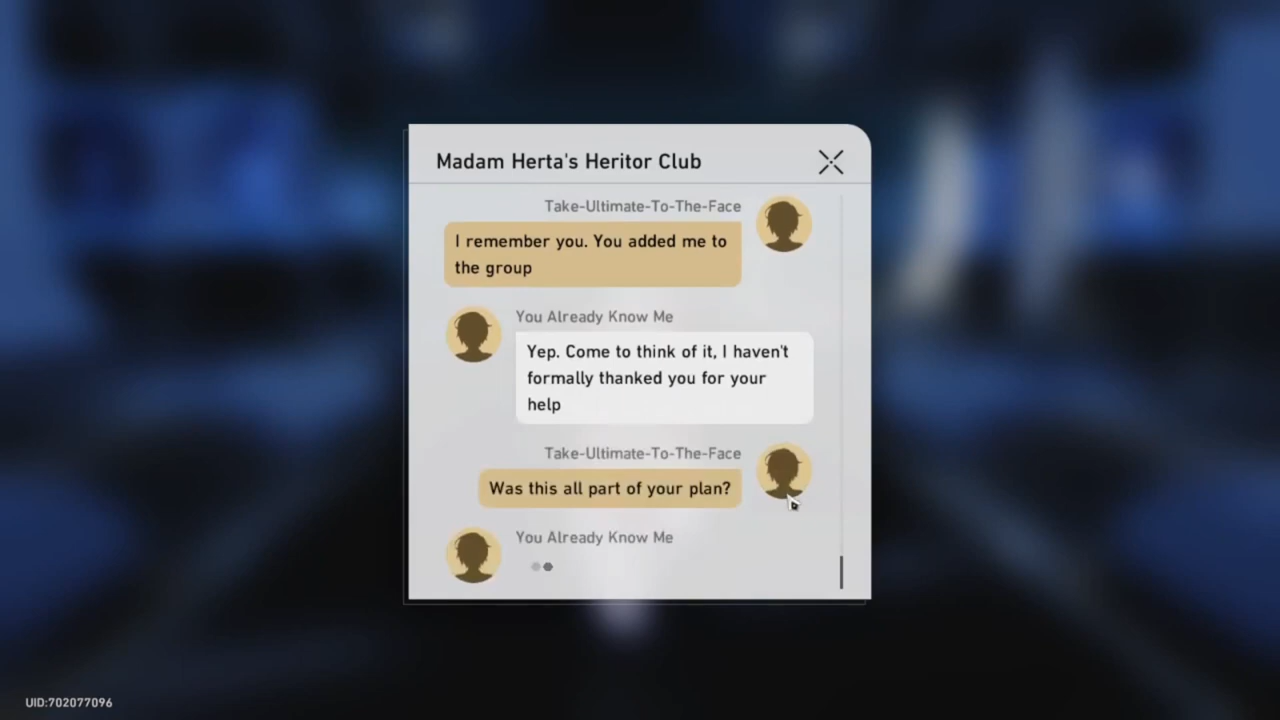 Madam Herta's Heritor Club
Take-Ultimate-To-The-Face
I remember you. You added me to
the group
You Already Know Me
Yep. Come to think of it, I haven't
formally thanked you for your
help
Take-Ultimate-To-The-Face
Was this all part of your plan?
You Already Know Me
UID:702077096